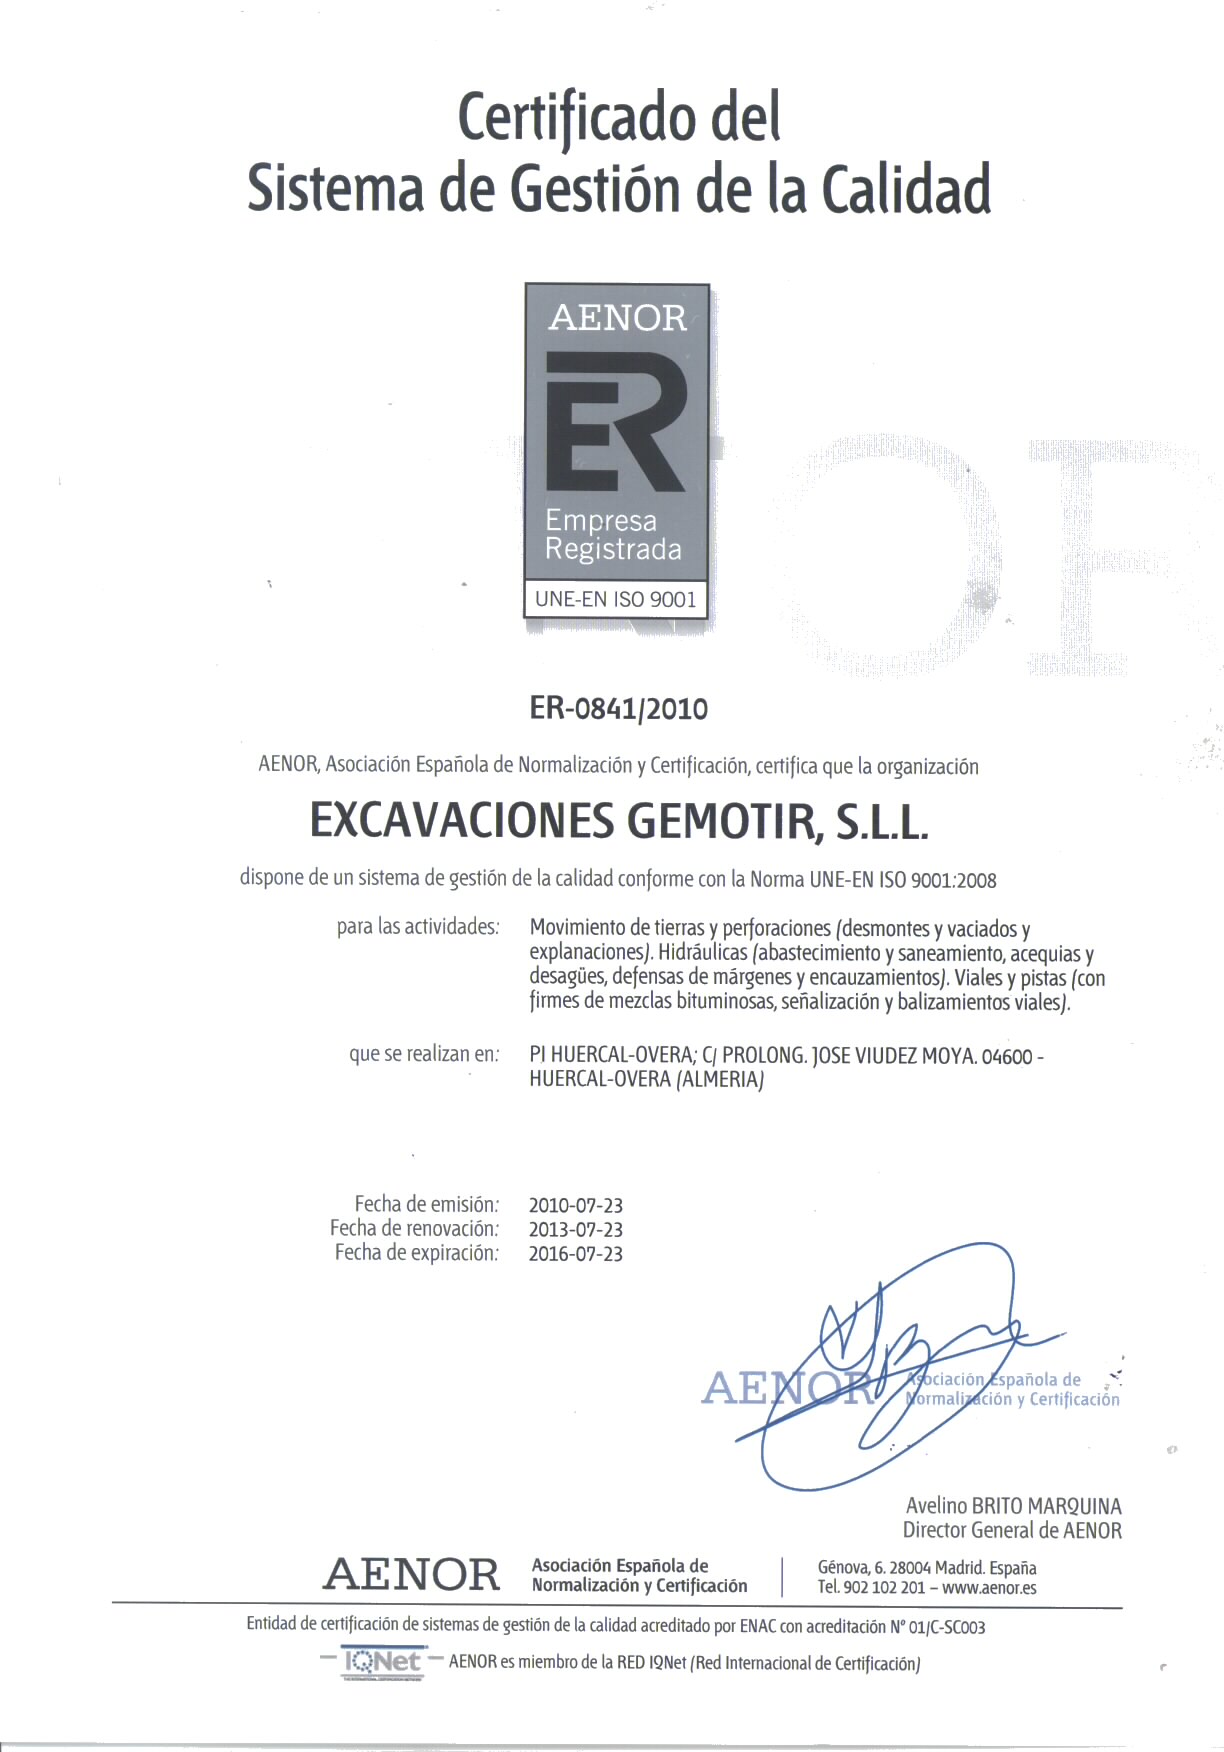 Certificado del
Sistema de Gestión de la Calidad
AENOR
ER
Empresa
Registrada
UNE-EN ISO 9001
ER-0841/2010
AENOR, Asociación Española de Normalización y Certificación, certifica que la organización
EXCAVACIONES GEMOTIR, S.L.L.
dispone de un sistema de gestión de la calidad conforme con la Norma UNE-EN ISO 9001:2008
para las actividades: Movimiento de tierras y perforaciones (desmontes y vaciados y
explanaciones). Hidráulicas (abastecimiento y saneamiento, acequias y
desagües, defensas de márgenes y encauzamientos). Viales y pistas (con
firmes de mezclas bituminosas, señalización y balizamientos viales).
que se realizan en: PI HUERCAL-OVERA; C/ PROLONG. JOSE VIUDEZ MOYA. 04600 -
HUERCAL-OVERA (ALMERIA)
Fecha de emisión: 2010-07-23
Fecha de renovación: 2013-07-23
Fecha de expiración: 2016-07-23
AENOR Asociación Española de
Normalización y Certificación
Avelino BRITO MARQUINA
Director General de AENOR
AENOR Asociación Española de
Normalización y Certificación
Génova, 6. 28004 Madrid. España
Tel. 902 102 201 – www.aenor.es
Entidad de certificación de sistemas de gestión de la calidad acreditado por ENAC con acreditación Nº 01/C-SC003
IQNet
AENOR es miembro de la RED IQNet (Red Internacional de Certificación)